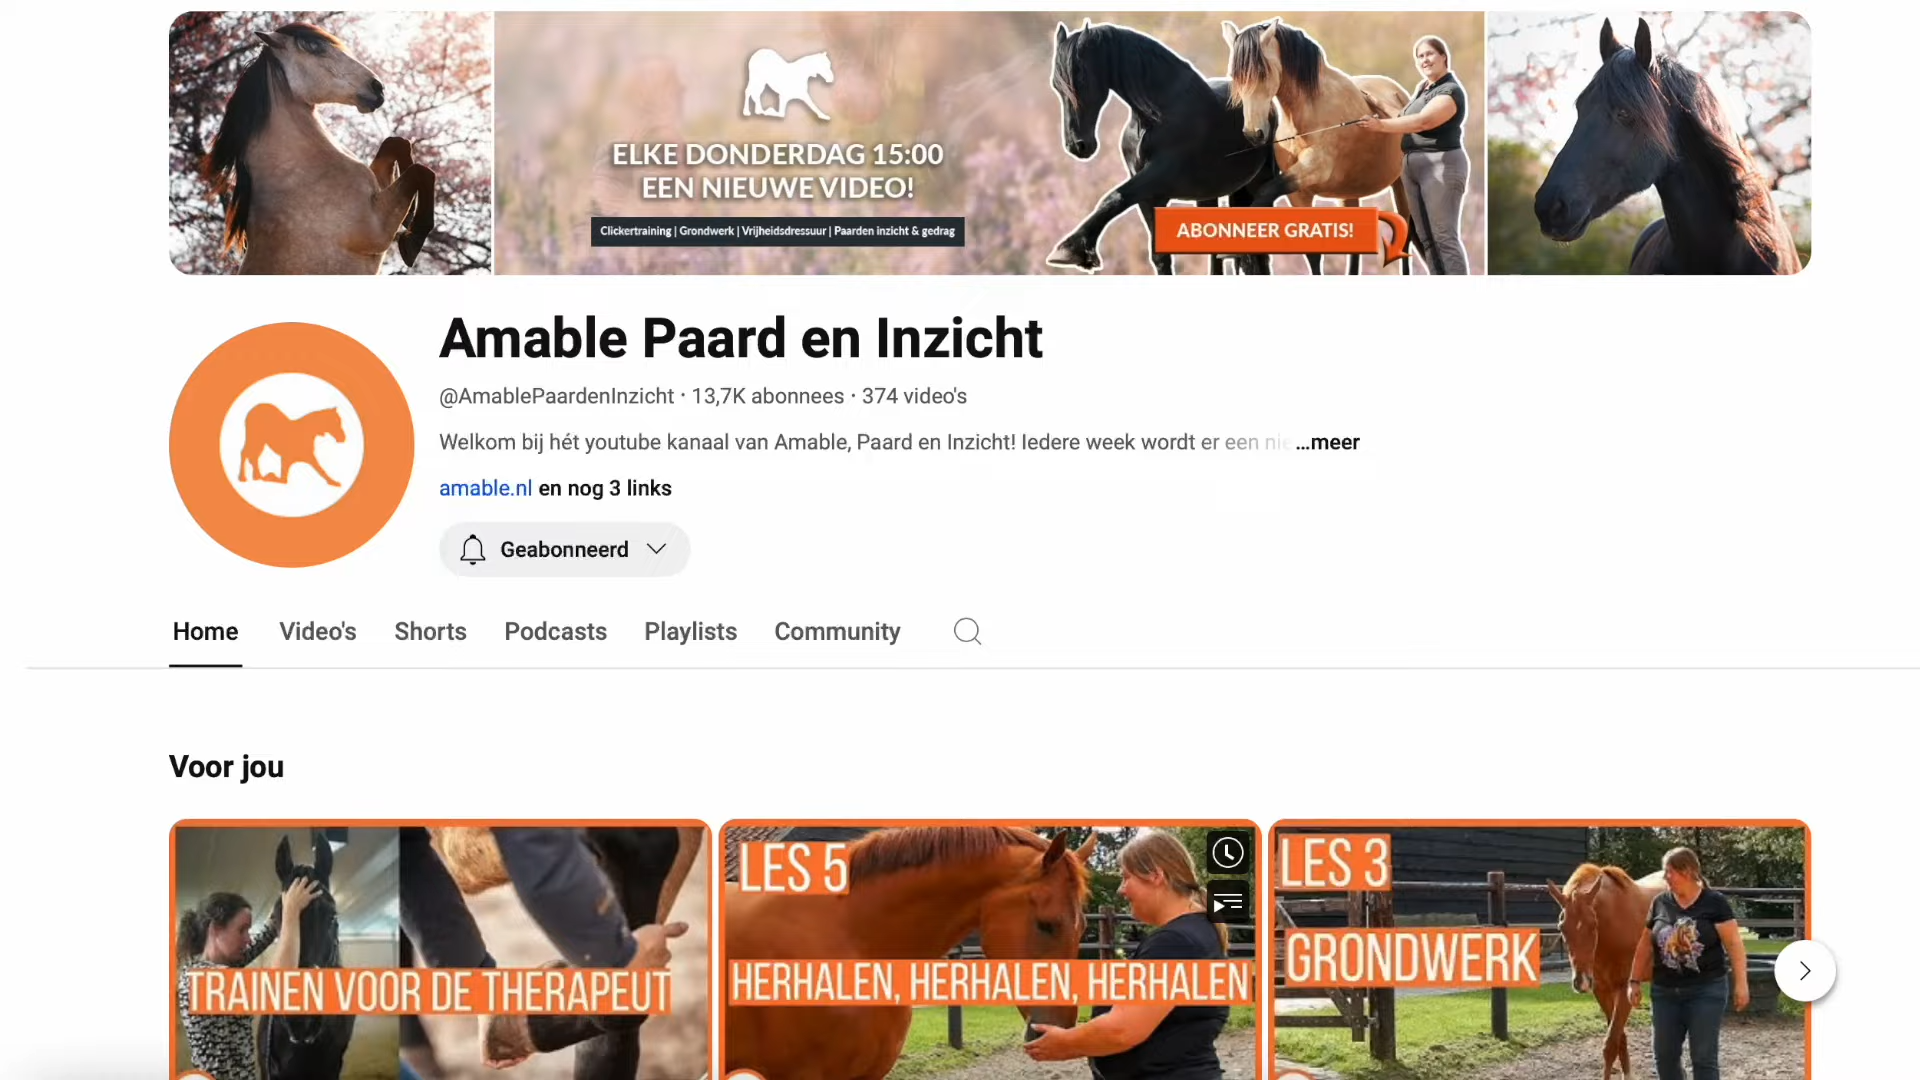 ELKE DONDERDAG 15:00
EEN NIEUWE VIDEO!
Clickertraining | Grondwerk | Vrijheidsdressuur | Paarden inzicht & gedrag
ABONNEER GRATIS!
Amable Paard en Inzicht
@AmablePaardenInzicht · 13,7K abonnees · 374 video's
Welkom bij hét youtube kanaal van Amable, Paard en Inzicht! Iedere week wordt er een nie ...meer
amable.nl en nog 3 links
Geabonneerd
Home Video's Shorts Podcasts Playlists Community
Voor jou
TRAINEN VOOR DE THERAPEUT
LES 5
HERHALEN, HERHALEN, HERHALEN
LES 3
GRONDWERK